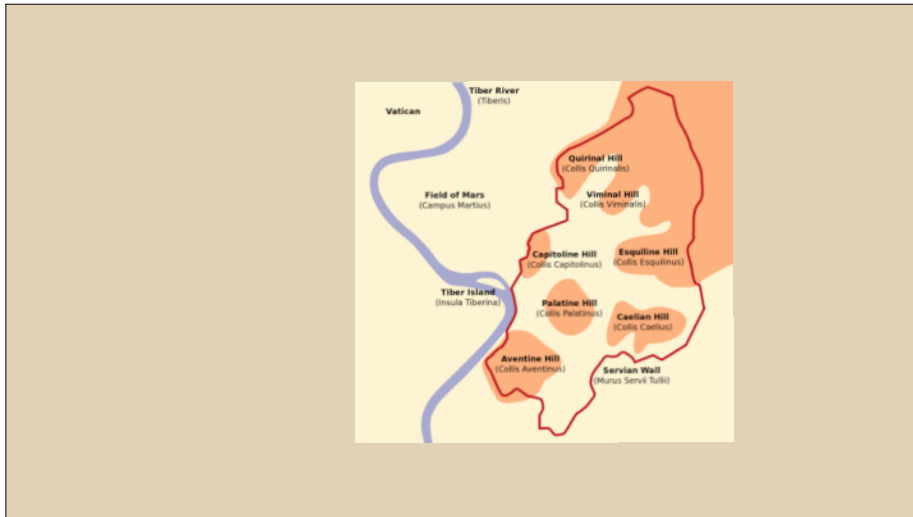 Tiber River
(Tiberis)
Vatican
Quirinal Hill
(Collis Quirinalis)
Field of Mars
(Campus Martius)
Viminal Hill
(Collis Viminalis)
Capitoline Hill
(Collis Capitolinus)
Esquiline Hill
(Collis Esquilinus)
Tiber Island
(Insula Tiberina)
Palatine Hill
(Collis Palatinus)
Caelian Hill
(Collis Caelius)
Aventine Hill
(Collis Aventinus)
Servian Wall
(Murus Servii Tullii)